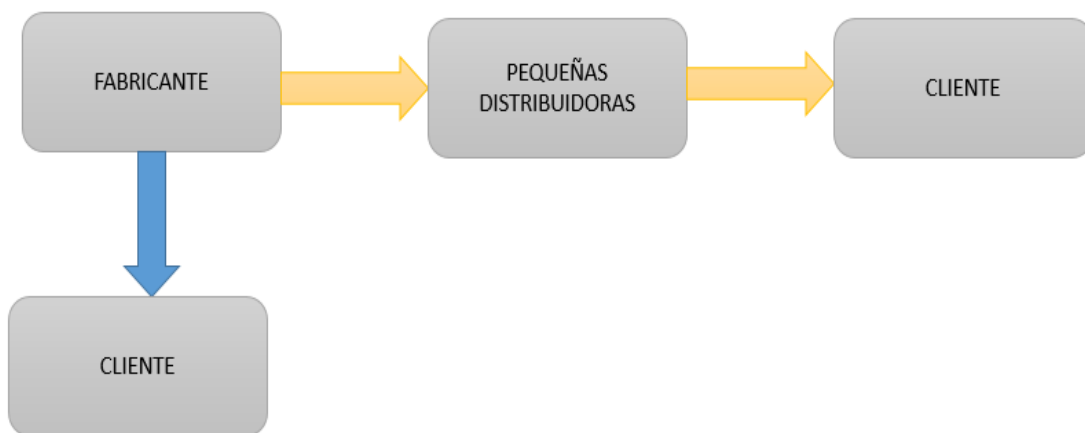 FABRICANTE
PEQUEÑAS
DISTRIBUIDORAS
CLIENTE
CLIENTE